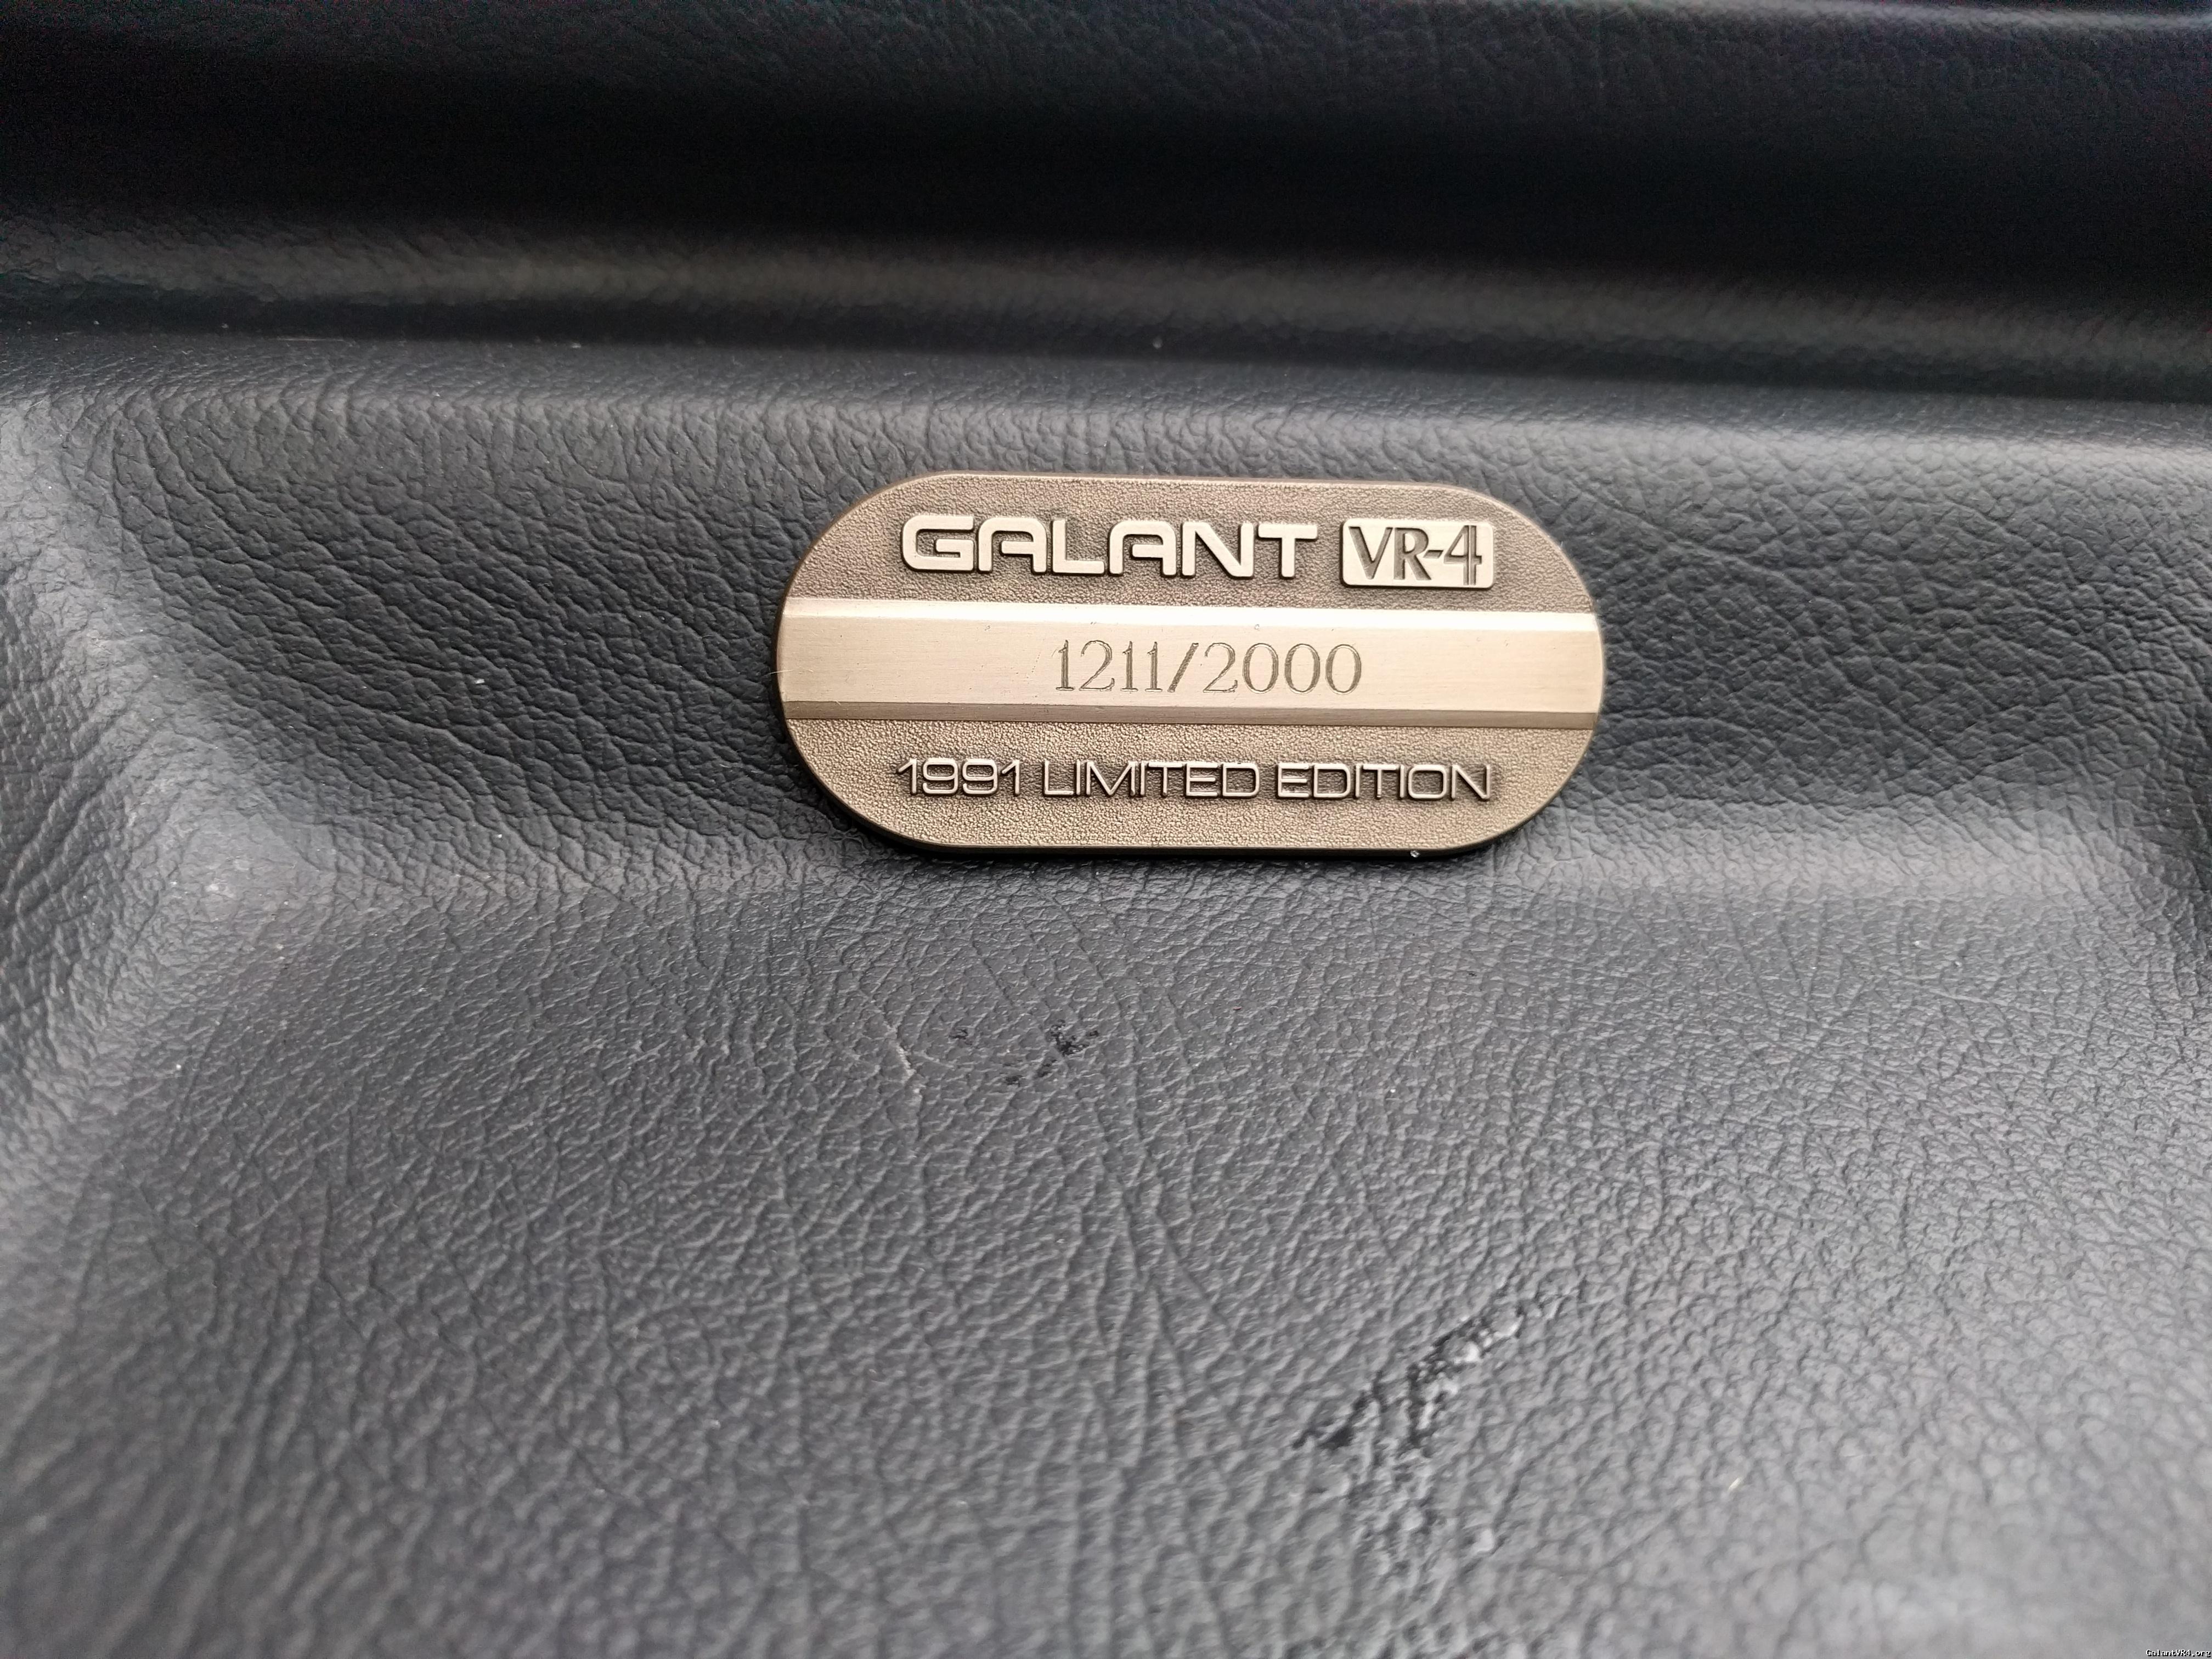 GALANT VR-4
1211/2000
1991 LIMITED EDITION
GalantVR4.org